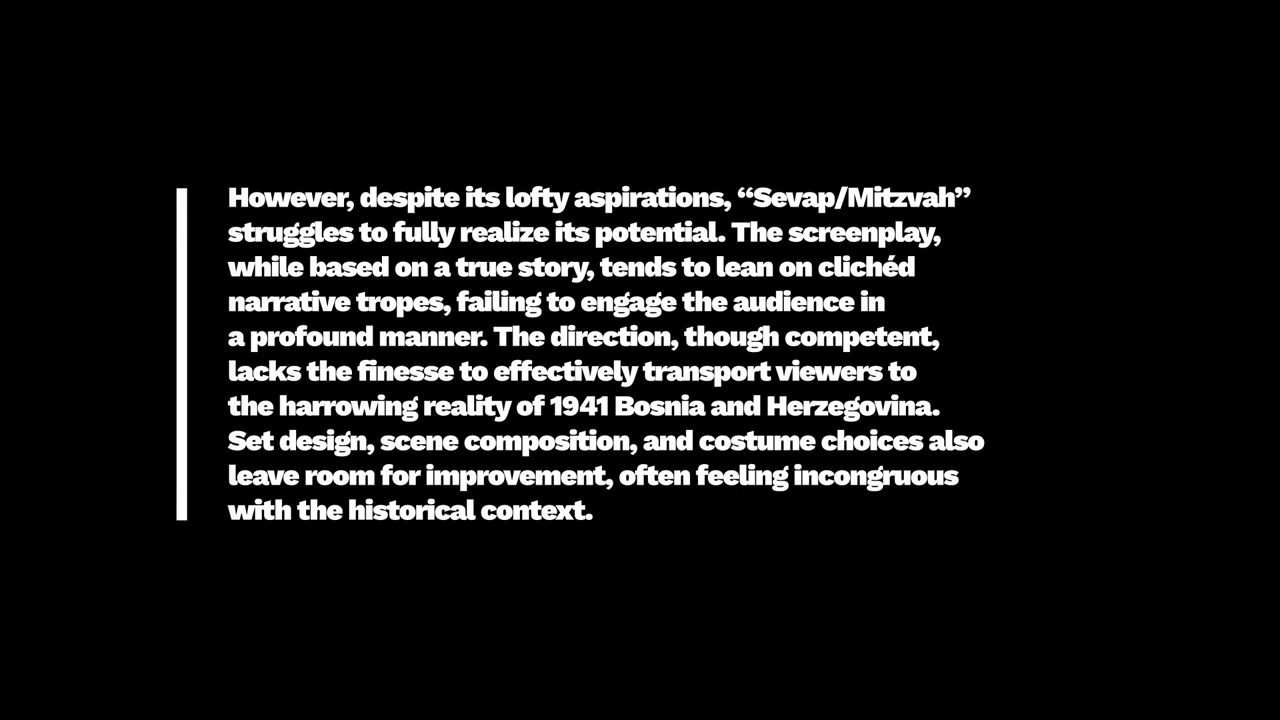 However, despite its lofty aspirations, “Sevap/Mitzvah”
struggles to fully realize its potential. The screenplay,
while based on a true story, tends to lean on clichéd
narrative tropes, failing to engage the audience in
a profound manner. The direction, though competent,
lacks the finesse to effectively transport viewers to
the harrowing reality of 1941 Bosnia and Herzegovina.
Set design, scene composition, and costume choices also
leave room for improvement, often feeling incongruous
with the historical context.